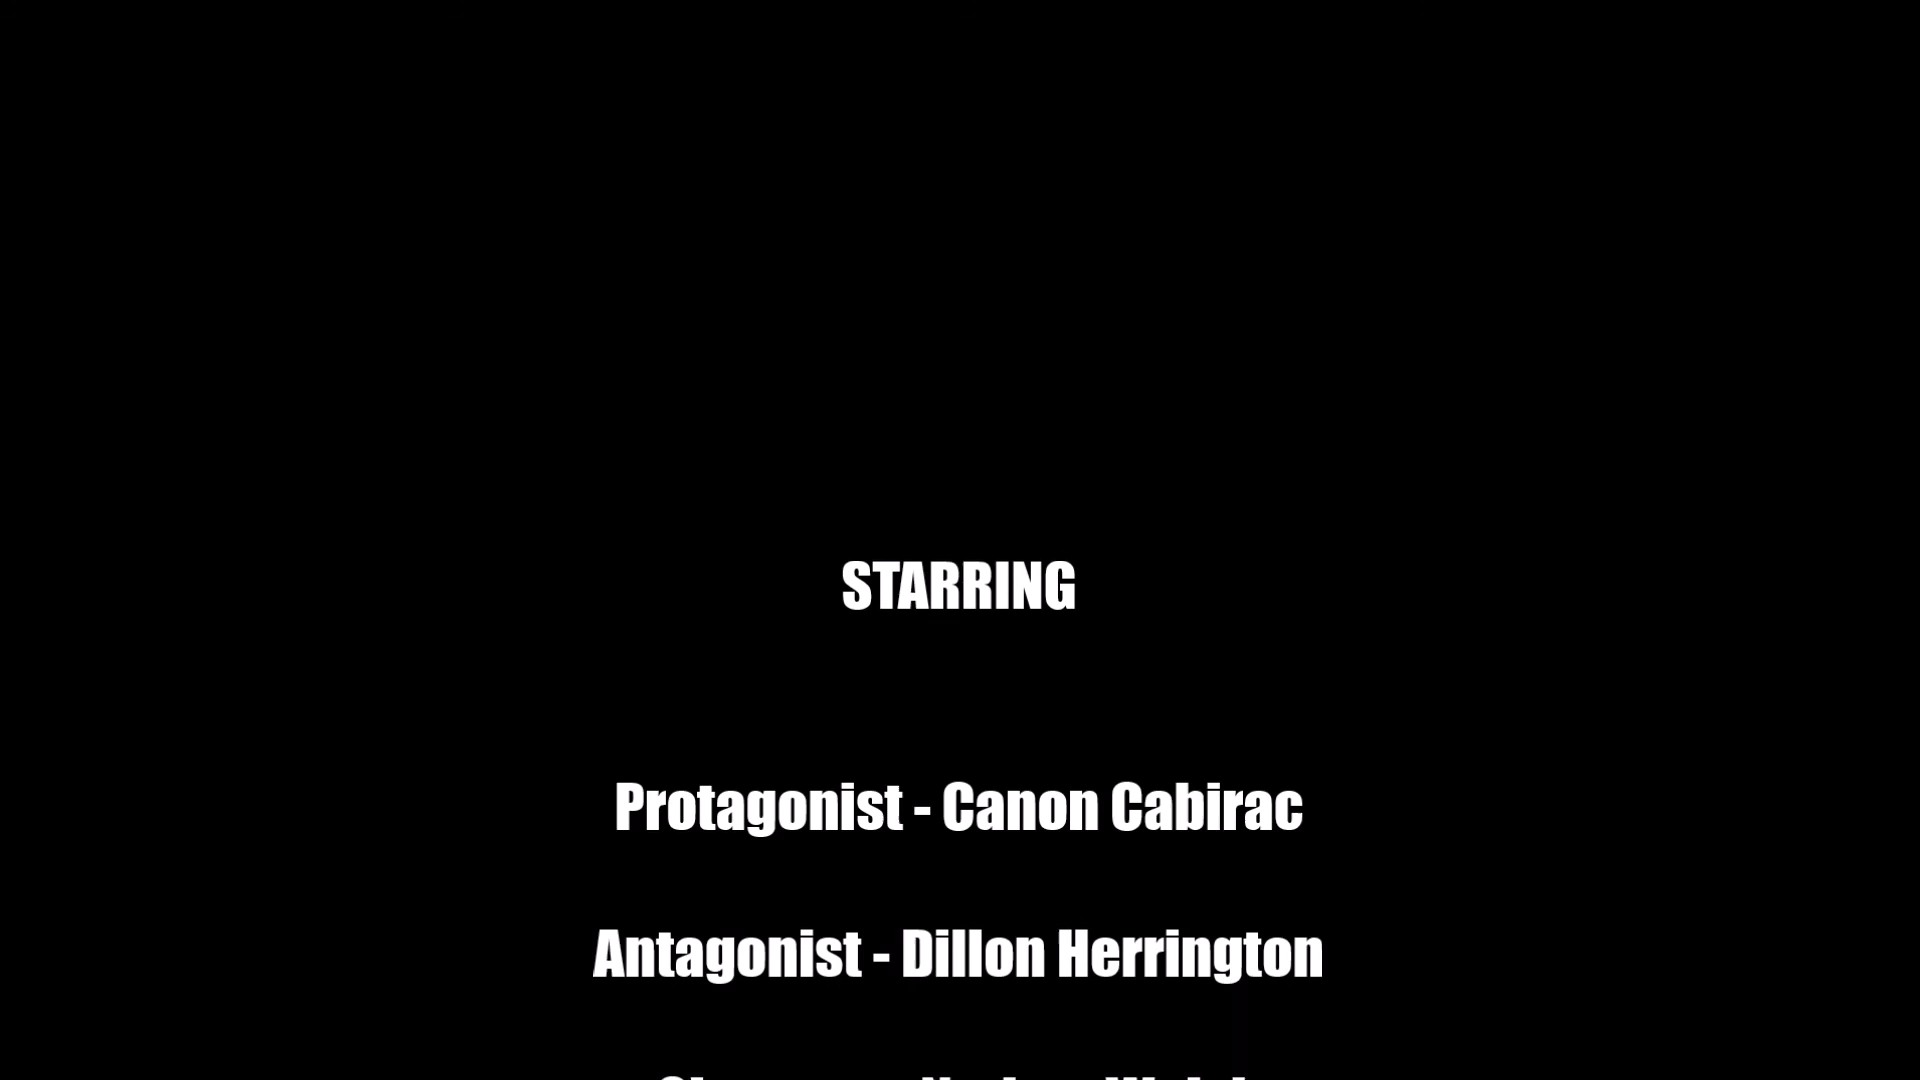 STARRING
Protagonist - Canon Cabirac
Antagonist - Dillon Herrington